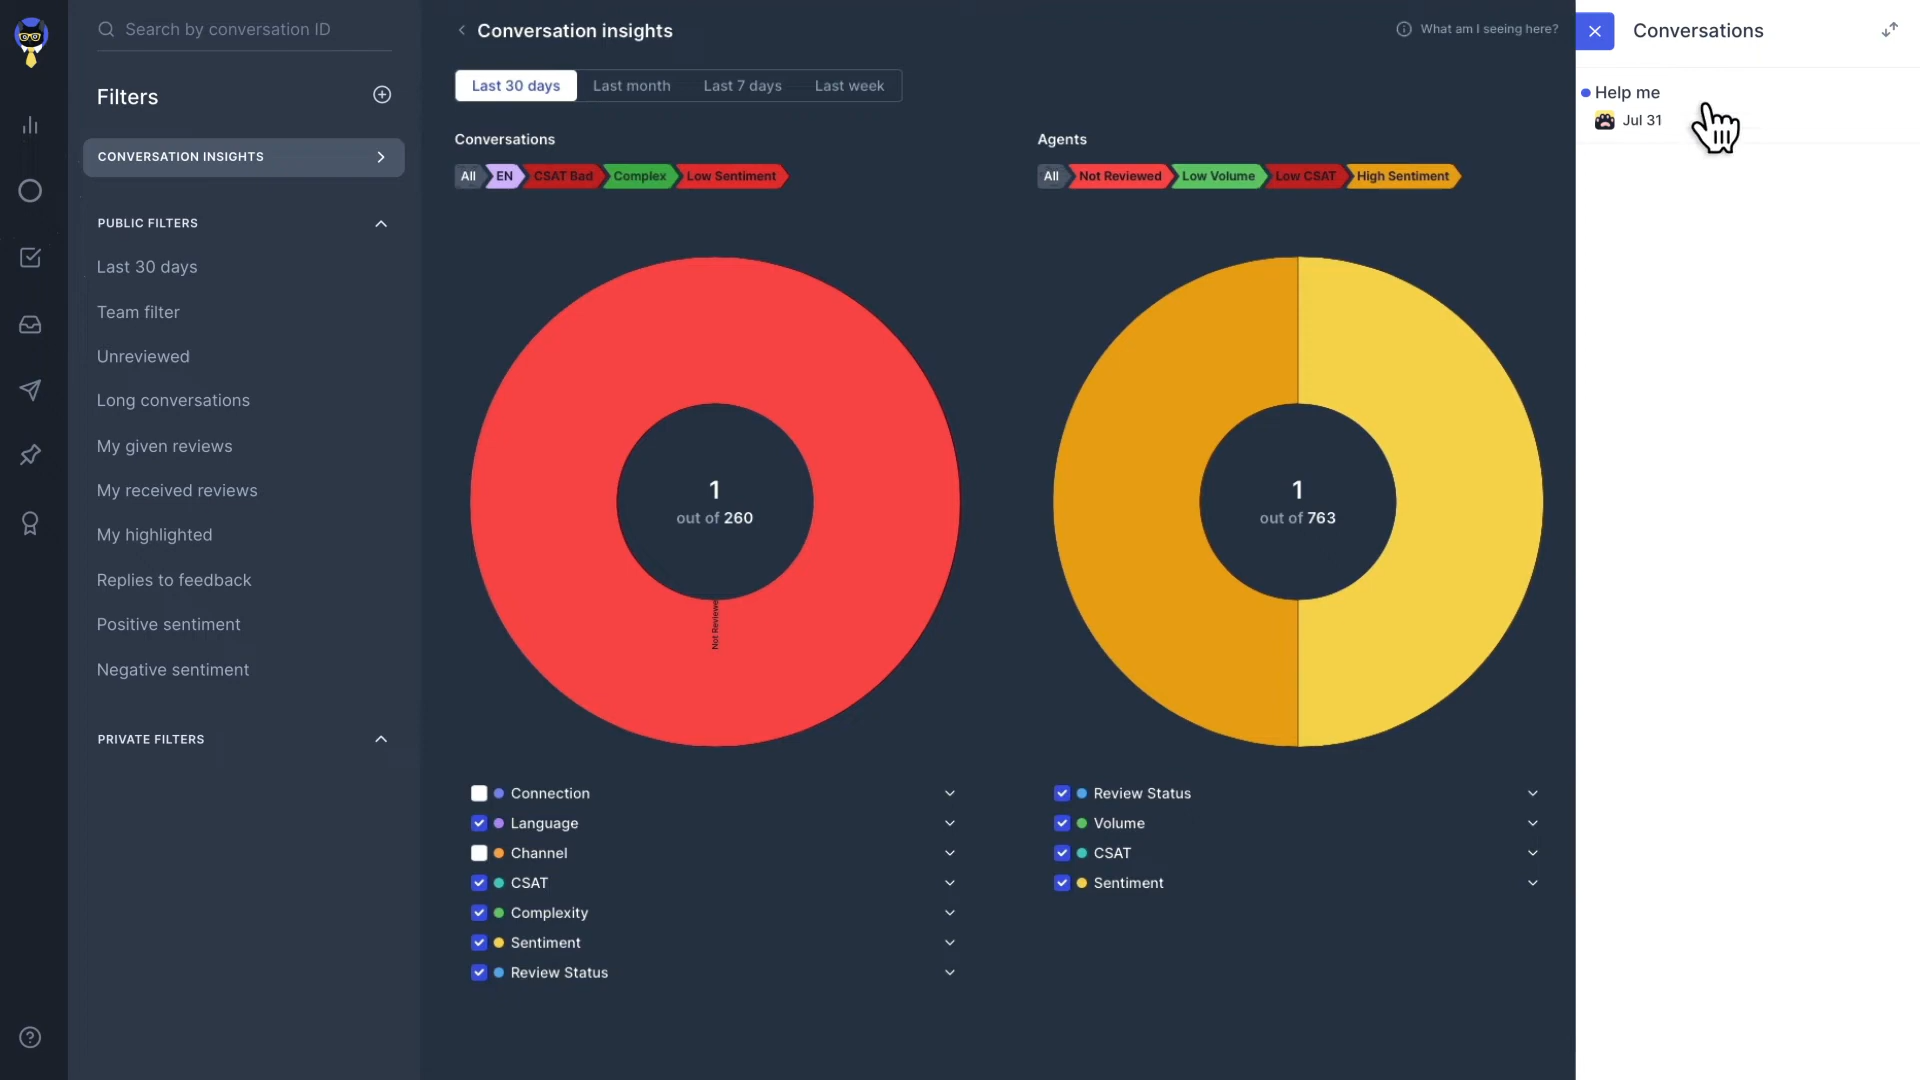 Search by conversation ID
Filters
CONVERSATION INSIGHTS
PUBLIC FILTERS
Last 30 days
Team filter
Unreviewed
Long conversations
My given reviews
My received reviews
My highlighted
Replies to feedback
Positive sentiment
Negative sentiment
PRIVATE FILTERS
Conversation insights
What am I seeing here?
Last 30 days Last month Last 7 days Last week
Conversations
All EN CSAT Bad Complex Low Sentiment
1
out of 260
Not Reviewe
Connection
Language
Channel
CSAT
Complexity
Sentiment
Review Status
Agents
All Not Reviewed Low Volume Low CSAT High Sentiment
1
out of 763
Review Status
Volume
CSAT
Sentiment
Conversations
Help me
Jul 31